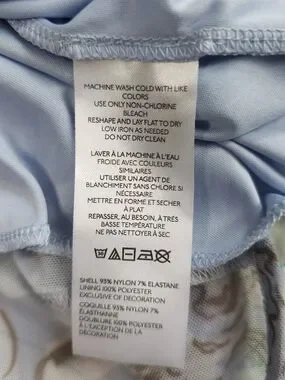 MACHINE WASH COLD WITH LIKE
COLORS
USE ONLY NON-CHLORINE
BLEACH
RESHAPE AND LAY FLAT TO DRY
LOW IRON AS NEEDED
DO NOT DRY CLEAN
LAVER À LA MACHINE À L'EAU
FROIDE AVEC COULEURS
SIMILAIRES
UTILISER UN AGENT DE
BLANCHIMENT SANS CHLORE SI
NÉCESSAIRE
METTRE EN FORME ET SECHER
À PLAT
REPASSER, AU BESOIN, À TRÈS
BASSE TEMPÉRATURE
NE PAS NETTOYER À SEC
SHELL 93% NYLON 7% ELASTANE
LINING 100% POLYESTER
EXCLUSIVE OF DECORATION
COQUILLE 93% NYLON 7%
ÉLASTHANNE
DOUBLURE 100% POLYESTER
À L'EXCEPTION DE LA
DÉCORATION